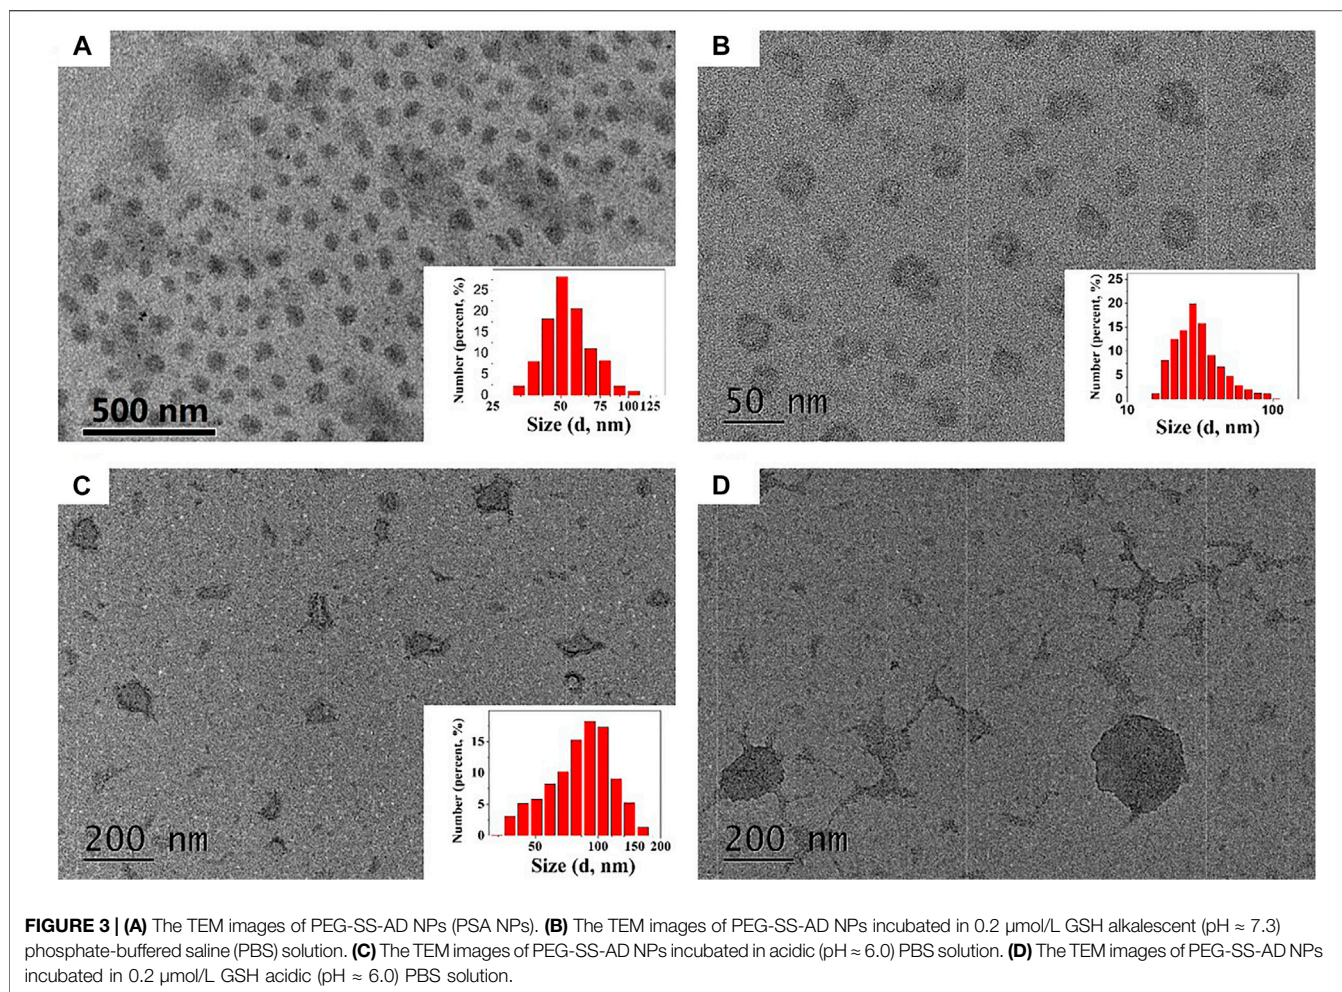 A
B
Number (percent, %)
25
20
15
10
5
25 50 75 100 125
Size (d, nm)
500 nm
Number (percent, %)
25
20
15
10
5
0
10 100
Size (d, nm)
50 nm
C
D
Number (percent, %)
15
10
5
0
50 100 150 200
Size (d, nm)
200 nm
200 nm
FIGURE 3 | (A) The TEM images of PEG-SS-AD NPs (PSA NPs). (B) The TEM images of PEG-SS-AD NPs incubated in 0.2 μmol/L GSH alkalescent (pH ≈ 7.3)
phosphate-buffered saline (PBS) solution. (C) The TEM images of PEG-SS-AD NPs incubated in acidic (pH ≈ 6.0) PBS solution. (D) The TEM images of PEG-SS-AD NPs
incubated in 0.2 μmol/L GSH acidic (pH ≈ 6.0) PBS solution.